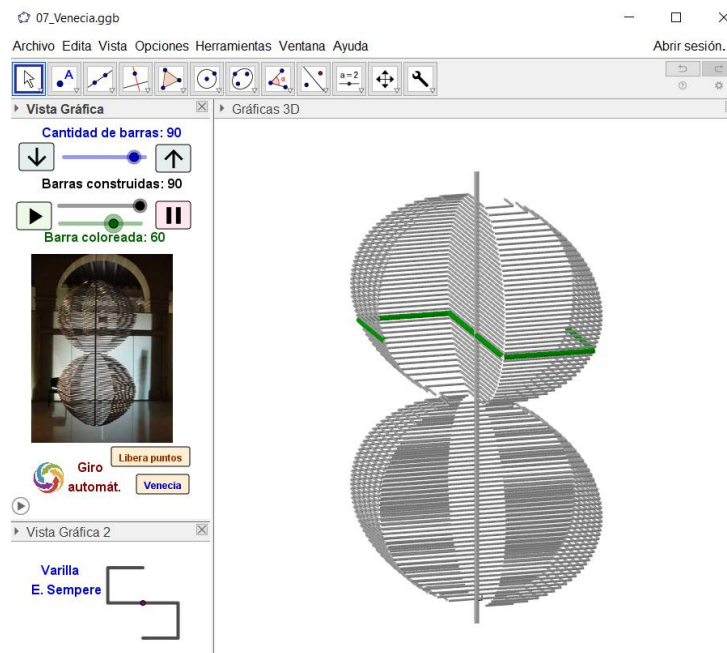 07_Venecia.ggb
Archivo Edita Vista Opciones Herramientas Ventana Ayuda
Abrir sesión.
A
α
a=2
Vista Gráfica
Gráficas 3D
Cantidad de barras: 90
Barras construidas: 90
Barra coloreada: 60
Libera puntos
Giro
automát.
Venecia
Vista Gráfica 2
Varilla
E. Sempere